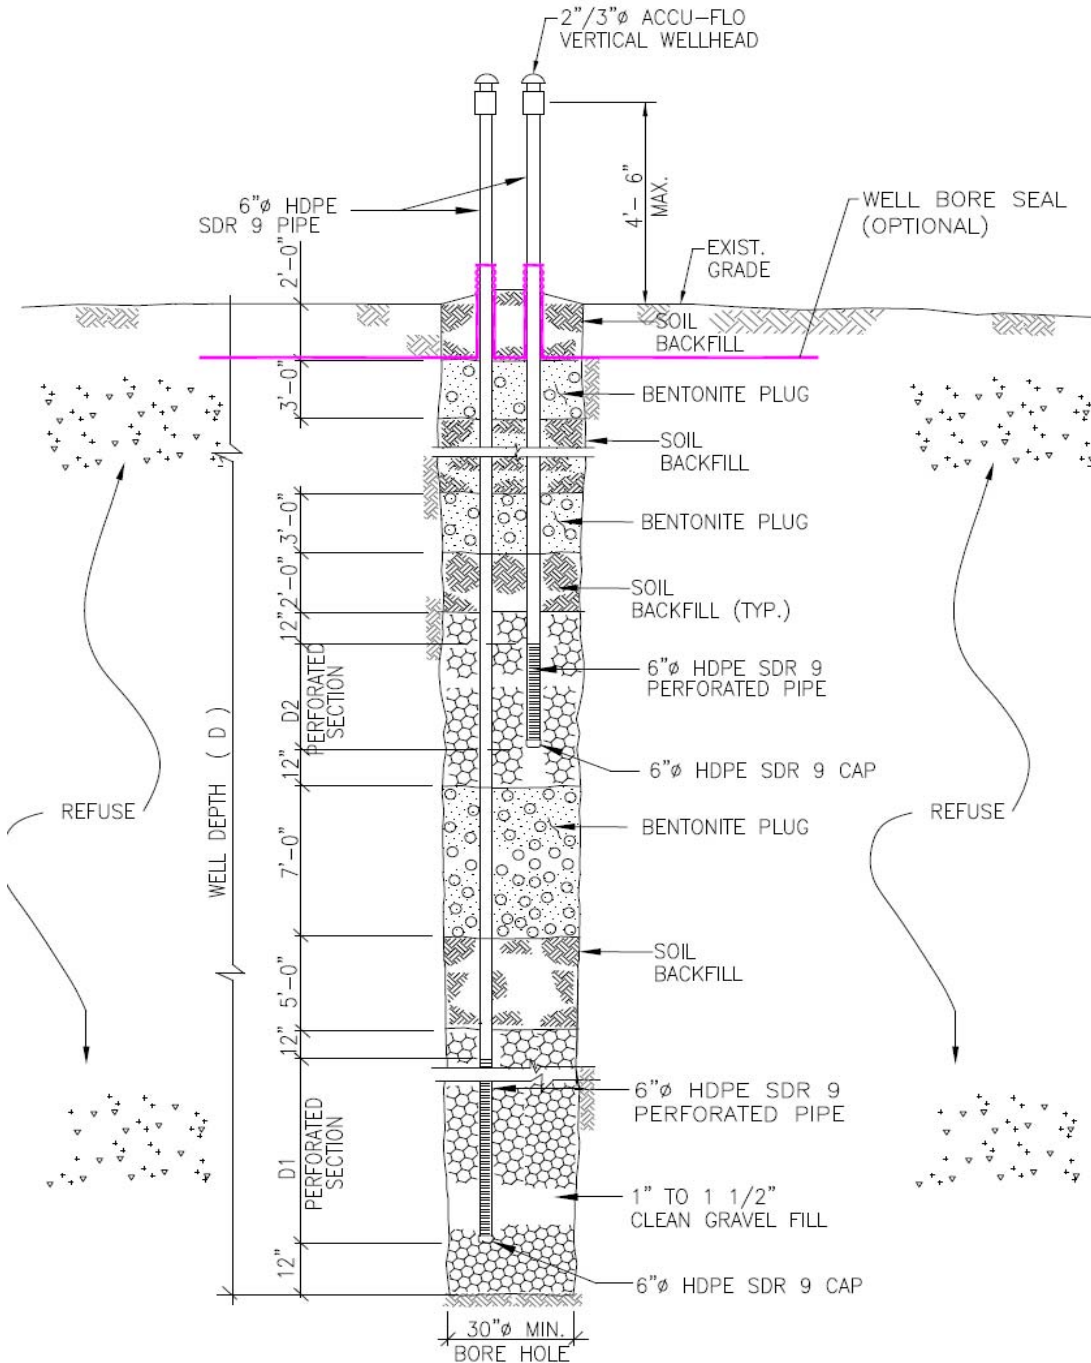 2"/3"ø ACCU-FLO
VERTICAL WELLHEAD
6"ø HDPE
SDR 9 PIPE
4'- 6"
MAX.
WELL BORE SEAL
(OPTIONAL)
EXIST.
GRADE
2'-0"
SOIL
BACKFILL
3'-0"
BENTONITE PLUG
SOIL
BACKFILL
3'-0"
BENTONITE PLUG
2'-0"
SOIL
BACKFILL (TYP.)
12"
D2
PERFORATED
SECTION
6"ø HDPE SDR 9
PERFORATED PIPE
12"
6"ø HDPE SDR 9 CAP
WELL DEPTH ( D )
REFUSE
REFUSE
7'-0"
BENTONITE PLUG
5'-0"
SOIL
BACKFILL
12"
D1
PERFORATED
SECTION
6"ø HDPE SDR 9
PERFORATED PIPE
1" TO 1 1/2"
CLEAN GRAVEL FILL
12"
6"ø HDPE SDR 9 CAP
30"ø MIN.
BORE HOLE